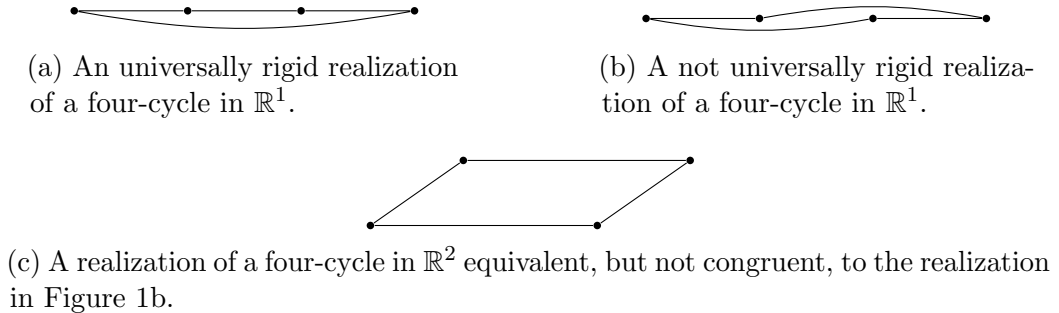 (a) An universally rigid realization
of a four-cycle in ℝ¹.
(b) A not universally rigid realiza-
tion of a four-cycle in ℝ¹.
(c) A realization of a four-cycle in ℝ² equivalent, but not congruent, to the realization
in Figure 1b.